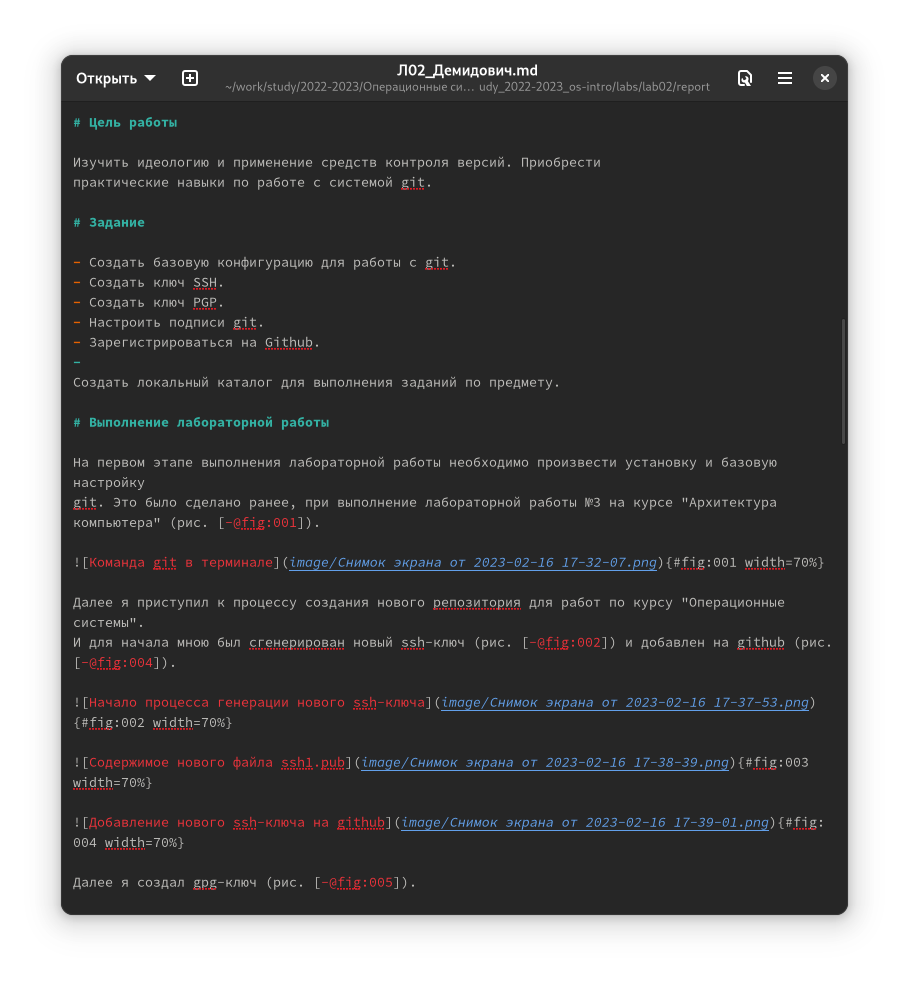 Открыть
Л02_Демидович.md
~/work/study/2022-2023/Операционные си… udy_2022-2023_os-intro/labs/lab02/report
# Цель работы
Изучить идеологию и применение средств контроля версий. Приобрести
практические навыки по работе с системой git.
# Задание
- Создать базовую конфигурацию для работы с git.
- Создать ключ SSH.
- Создать ключ PGP.
- Настроить подписи git.
- Зарегистрироваться на Github.
-
Создать локальный каталог для выполнения заданий по предмету.
# Выполнение лабораторной работы
На первом этапе выполнения лабораторной работы необходимо произвести установку и базовую
настройку
git. Это было сделано ранее, при выполнение лабораторной работы №3 на курсе "Архитектура
компьютера" (рис. [-@fig:001]).
![Команда git в терминале](image/Снимок экрана от 2023-02-16 17-32-07.png){#fig:001 width=70%}
Далее я приступил к процессу создания нового репозитория для работ по курсу "Операционные
системы".
И для начала мною был сгенерирован новый ssh-ключ (рис. [-@fig:002]) и добавлен на github (рис.
[-@fig:004]).
![Начало процесса генерации нового ssh-ключа](image/Снимок экрана от 2023-02-16 17-37-53.png)
{#fig:002 width=70%}
![Содержимое нового файла ssh1.pub](image/Снимок экрана от 2023-02-16 17-38-39.png){#fig:003
width=70%}
![Добавление нового ssh-ключа на github](image/Снимок экрана от 2023-02-16 17-39-01.png){#fig:
004 width=70%}
Далее я создал gpg-ключ (рис. [-@fig:005]).